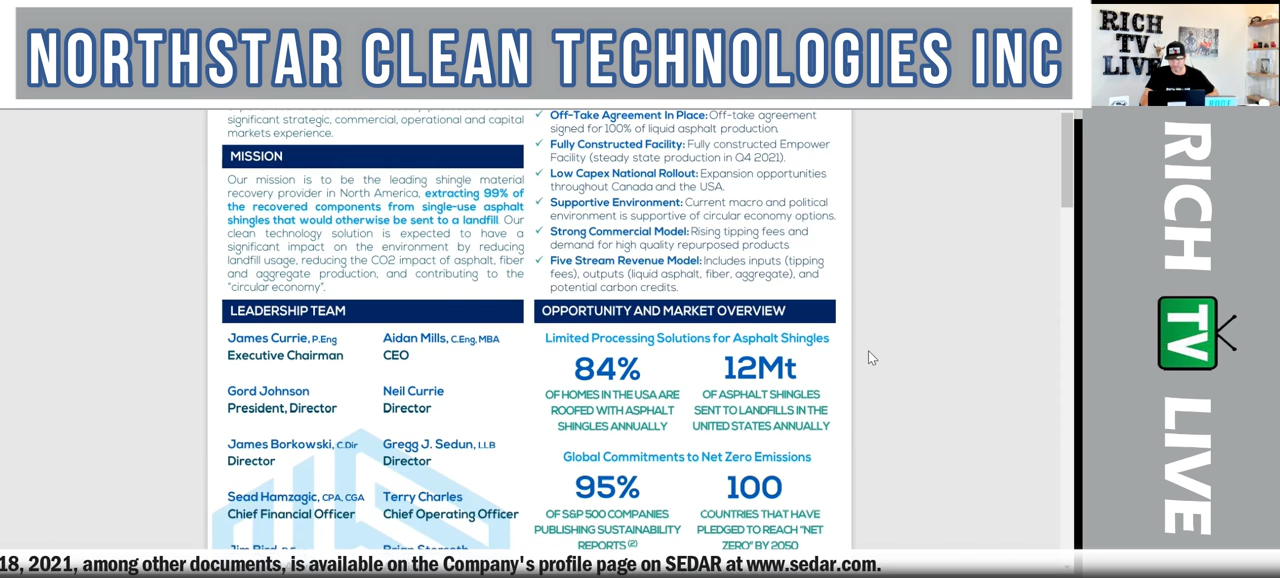 NORTHSTAR CLEAN TECHNOLOGIES INC
RICH
TV
LIVE
significant strategic, commercial, operational and capital
markets experience.
MISSION
Our mission is to be the leading shingle material
recovery provider in North America, extracting 99% of
the recovered components from single-use asphalt
shingles that would otherwise be sent to a landfill. Our
clean technology solution is expected to have a
significant impact on the environment by reducing
landfill usage, reducing the CO2 impact of asphalt, fiber
and aggregate production, and contributing to the
"circular economy".
LEADERSHIP TEAM
James Currie, P.Eng
Executive Chairman
Aidan Mills, C.Eng, MBA
CEO
Gord Johnson
President, Director
Neil Currie
Director
James Borkowski, C.Dir
Director
Gregg J. Sedun, LLB
Director
Sead Hamzagic, CPA, CGA
Chief Financial Officer
Terry Charles
Chief Operating Officer
✓ Off-Take Agreement In Place: Off-take agreement
signed for 100% of liquid asphalt production.
✓ Fully Constructed Facility: Fully constructed Empower
Facility (steady state production in Q4 2021).
✓ Low Capex National Rollout: Expansion opportunities
throughout Canada and the USA.
✓ Supportive Environment: Current macro and political
environment is supportive of circular economy options.
✓ Strong Commercial Model: Rising tipping fees and
demand for high quality repurposed products
✓ Five Stream Revenue Model: Includes inputs (tipping
fees), outputs (liquid asphalt, fiber, aggregate), and
potential carbon credits.
OPPORTUNITY AND MARKET OVERVIEW
Limited Processing Solutions for Asphalt Shingles
84%
OF HOMES IN THE USA ARE
ROOFED WITH ASPHALT
SHINGLES ANNUALLY
12Mt
OF ASPHALT SHINGLES
SENT TO LANDFILLS IN THE
UNITED STATES ANNUALLY
Global Commitments to Net Zero Emissions
95%
OF S&P 500 COMPANIES
PUBLISHING SUSTAINABILITY
REPORTS (2)
100
COUNTRIES THAT HAVE
PLEDGED TO REACH "NET
ZERO" BY 2050
RICH
TV
LIVE
18, 2021, among other documents, is available on the Company's profile page on SEDAR at www.sedar.com.